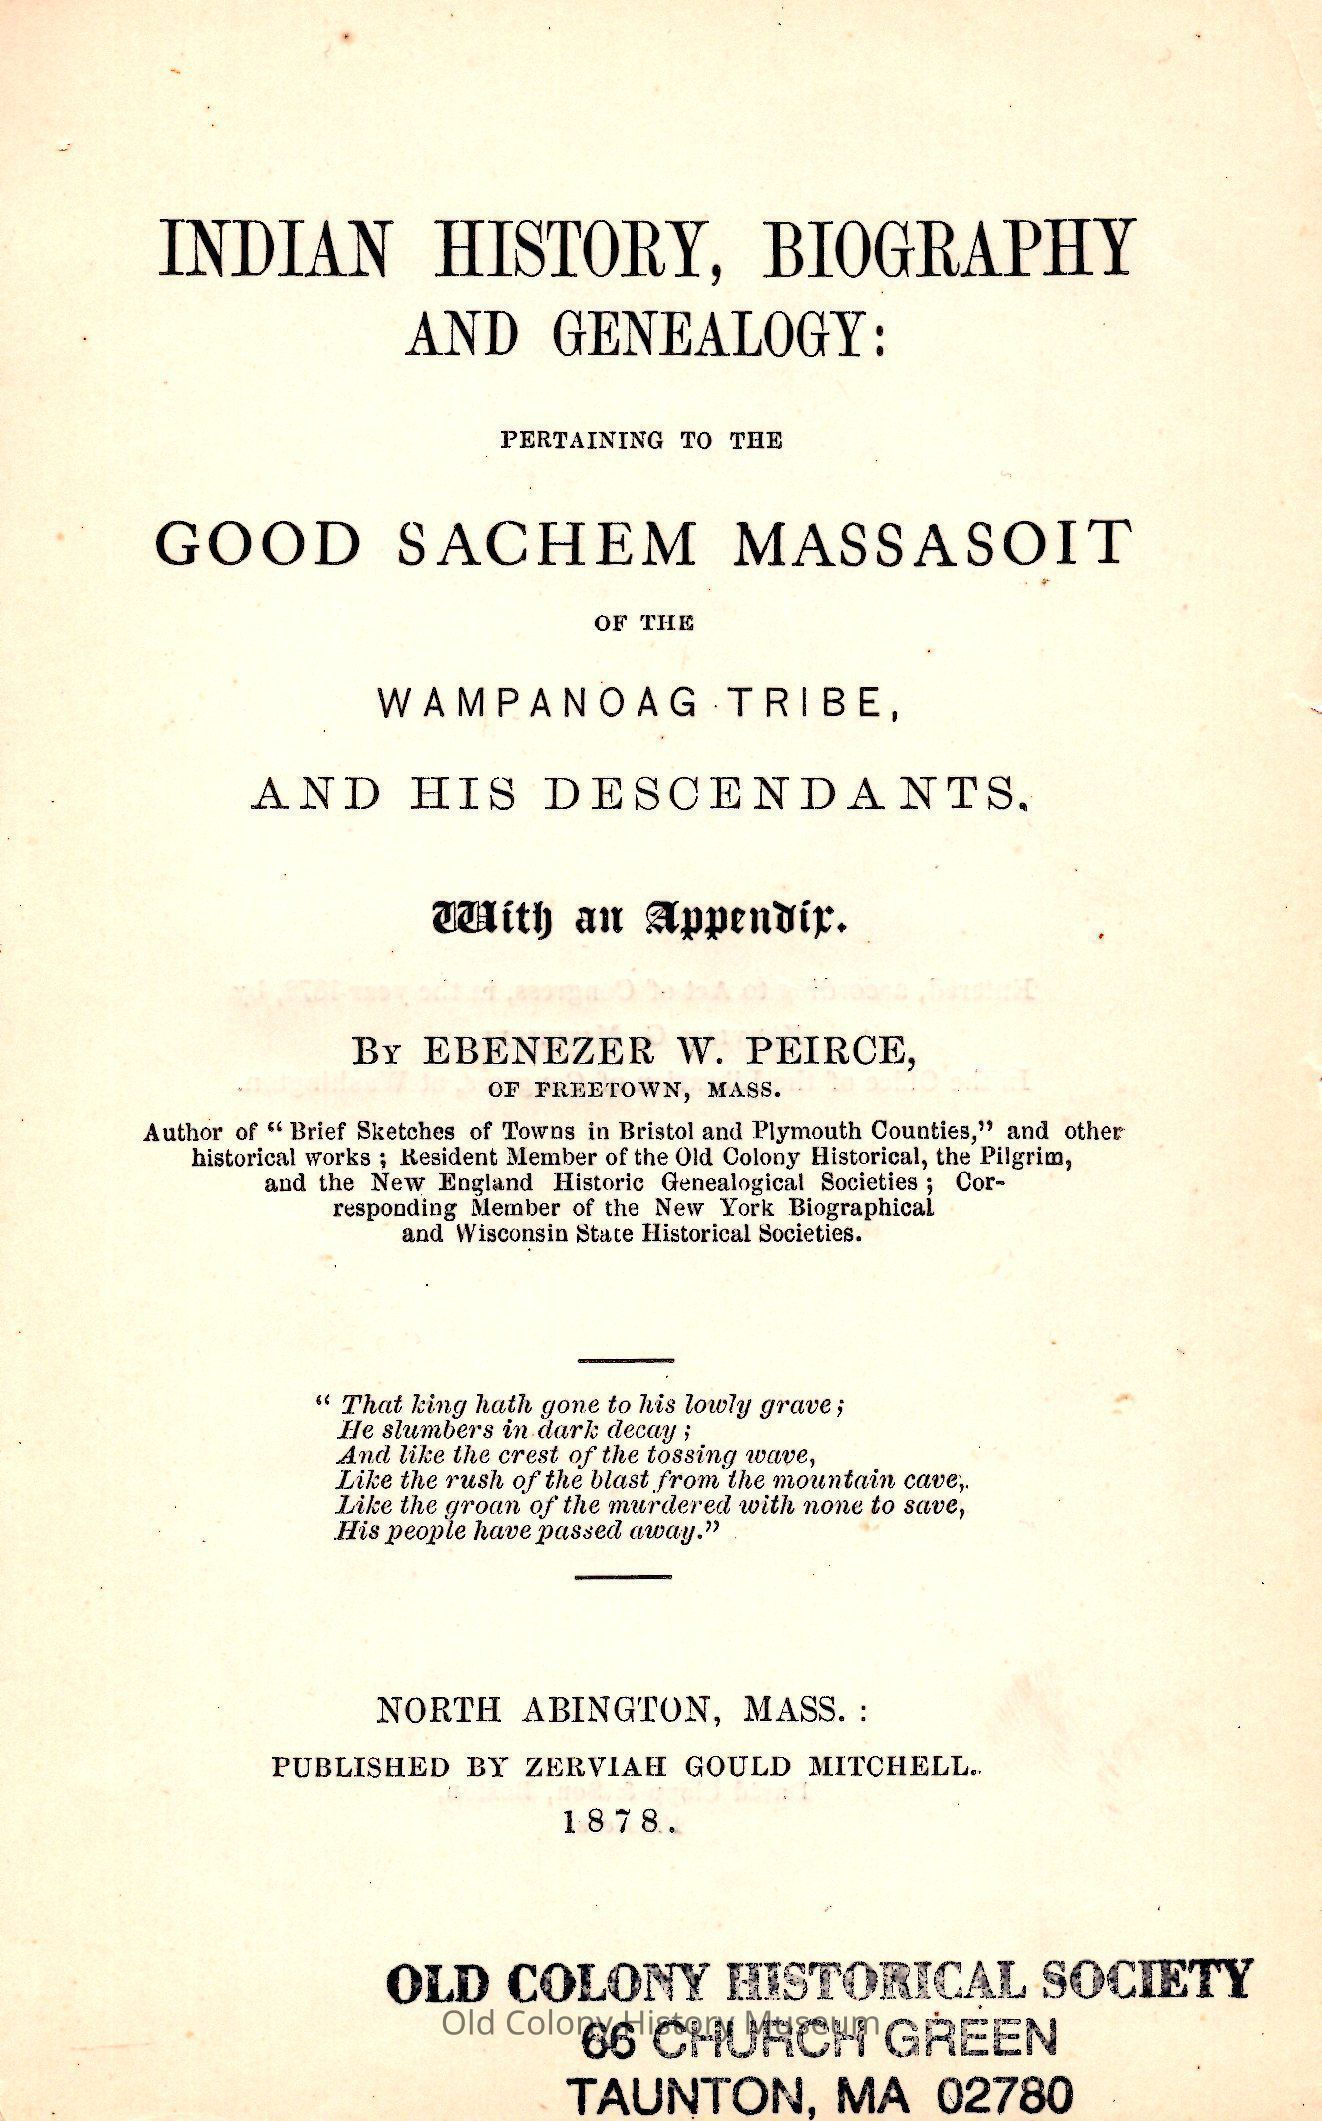 INDIAN HISTORY, BIOGRAPHY
AND GENEALOGY:
PERTAINING TO THE
GOOD SACHEM MASSASOIT
OF THE
WAMPANOAG TRIBE,
AND HIS DESCENDANTS.
With an Appendix.
BY EBENEZER W. PEIRCE,
OF FREETOWN, MASS.
Author of “Brief Sketches of Towns in Bristol and Plymouth Counties,” and other
historical works; Resident Member of the Old Colony Historical, the Pilgrim,
and the New England Historic Genealogical Societies; Cor-
responding Member of the New York Biographical
and Wisconsin State Historical Societies.
“That king hath gone to his lowly grave;
He slumbers in dark decay;
And like the crest of the tossing wave,
Like the rush of the blast from the mountain cave,
Like the groan of the murdered with none to save,
His people have passed away.”
NORTH ABINGTON, MASS.:
PUBLISHED BY ZERVIAH GOULD MITCHELL.
1878.
OLD COLONY HISTORICAL SOCIETY
Old Colony History Museum
66 CHURCH GREEN
TAUNTON, MA 02780